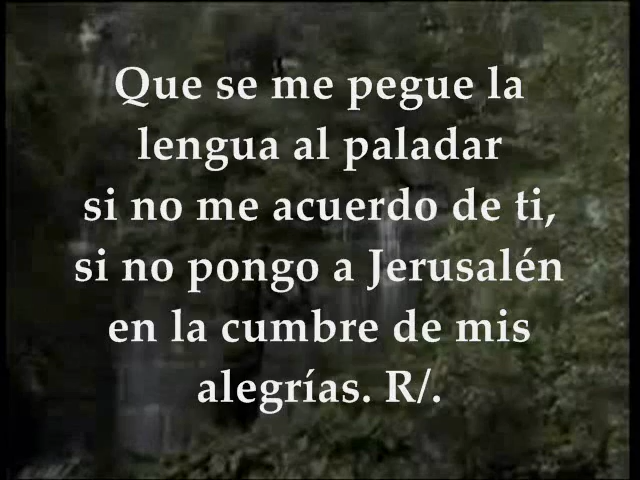 Que se me pegue la
lengua al paladar
si no me acuerdo de ti,
si no pongo a Jerusalén
en la cumbre de mis
alegrías. R/.